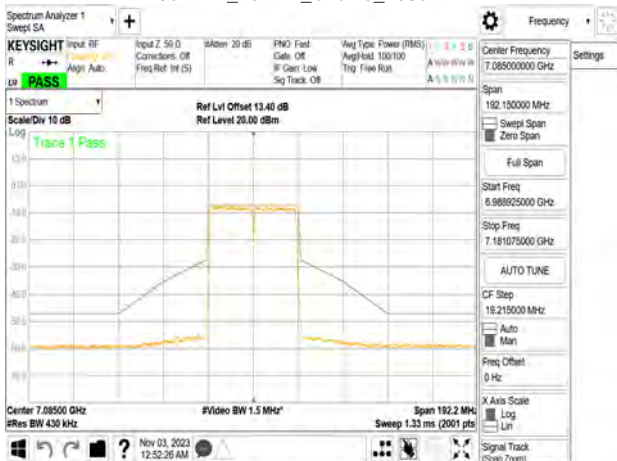 Spectrum Analyzer 1
Swept SA
+
Frequency
KEYSIGHT
Input: RF
Input Z: 50 Ω
#Atten: 20 dB
PNO: Fast
Avg Type: Power (RMS)
Align: Auto
Corrections: Off
Freq Ref: Int (S)
Gate: Off
IF Gain: Low
Sig Track: Off
Avg|Hold: 100/100
Trig: Free Run
PASS
1 Spectrum
Scale/Div 10 dB
Ref Lvl Offset 13.40 dB
Ref Level 20.00 dBm
Log
Trace 1 Pass
Center 7.08500 GHz
#Res BW 430 kHz
#Video BW 1.5 MHz*
Span 192.2 MHz
Sweep 1.33 ms (2001 pts
Nov 03, 2023
12:52:26 AM
Center Frequency
7.085000000 GHz
Settings
Span
192.150000 MHz
Swept Span
Zero Span
Full Span
Start Freq
6.988925000 GHz
Stop Freq
7.181075000 GHz
AUTO TUNE
CF Step
19.215000 MHz
Auto
Man
Freq Offset
0 Hz
X Axis Scale
Log
Lin
Signal Track
(Span Zoom)